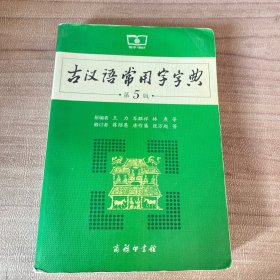 古汉语常用字字典
·第5版·
原编者 王 力 岑麒祥 林 焘 等
修订者 蒋绍愚 唐作藩 张万起 等
商务印书馆